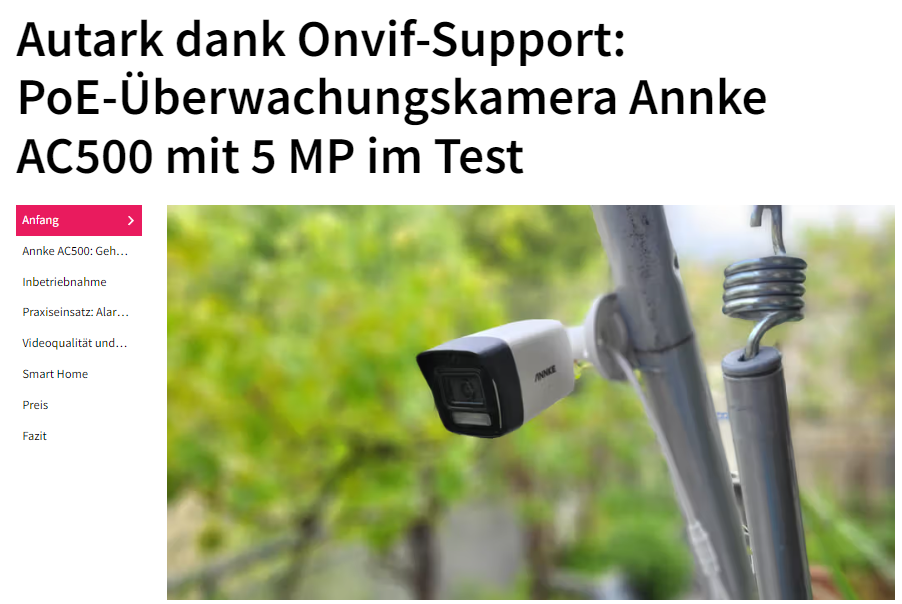 Autark dank Onvif-Support:
PoE-Überwachungskamera Annke
AC500 mit 5 MP im Test
Anfang
Annke AC500: Geh...
Inbetriebnahme
Praxiseinsatz: Alar...
Videoqualität und...
Smart Home
Preis
Fazit
ANNKE